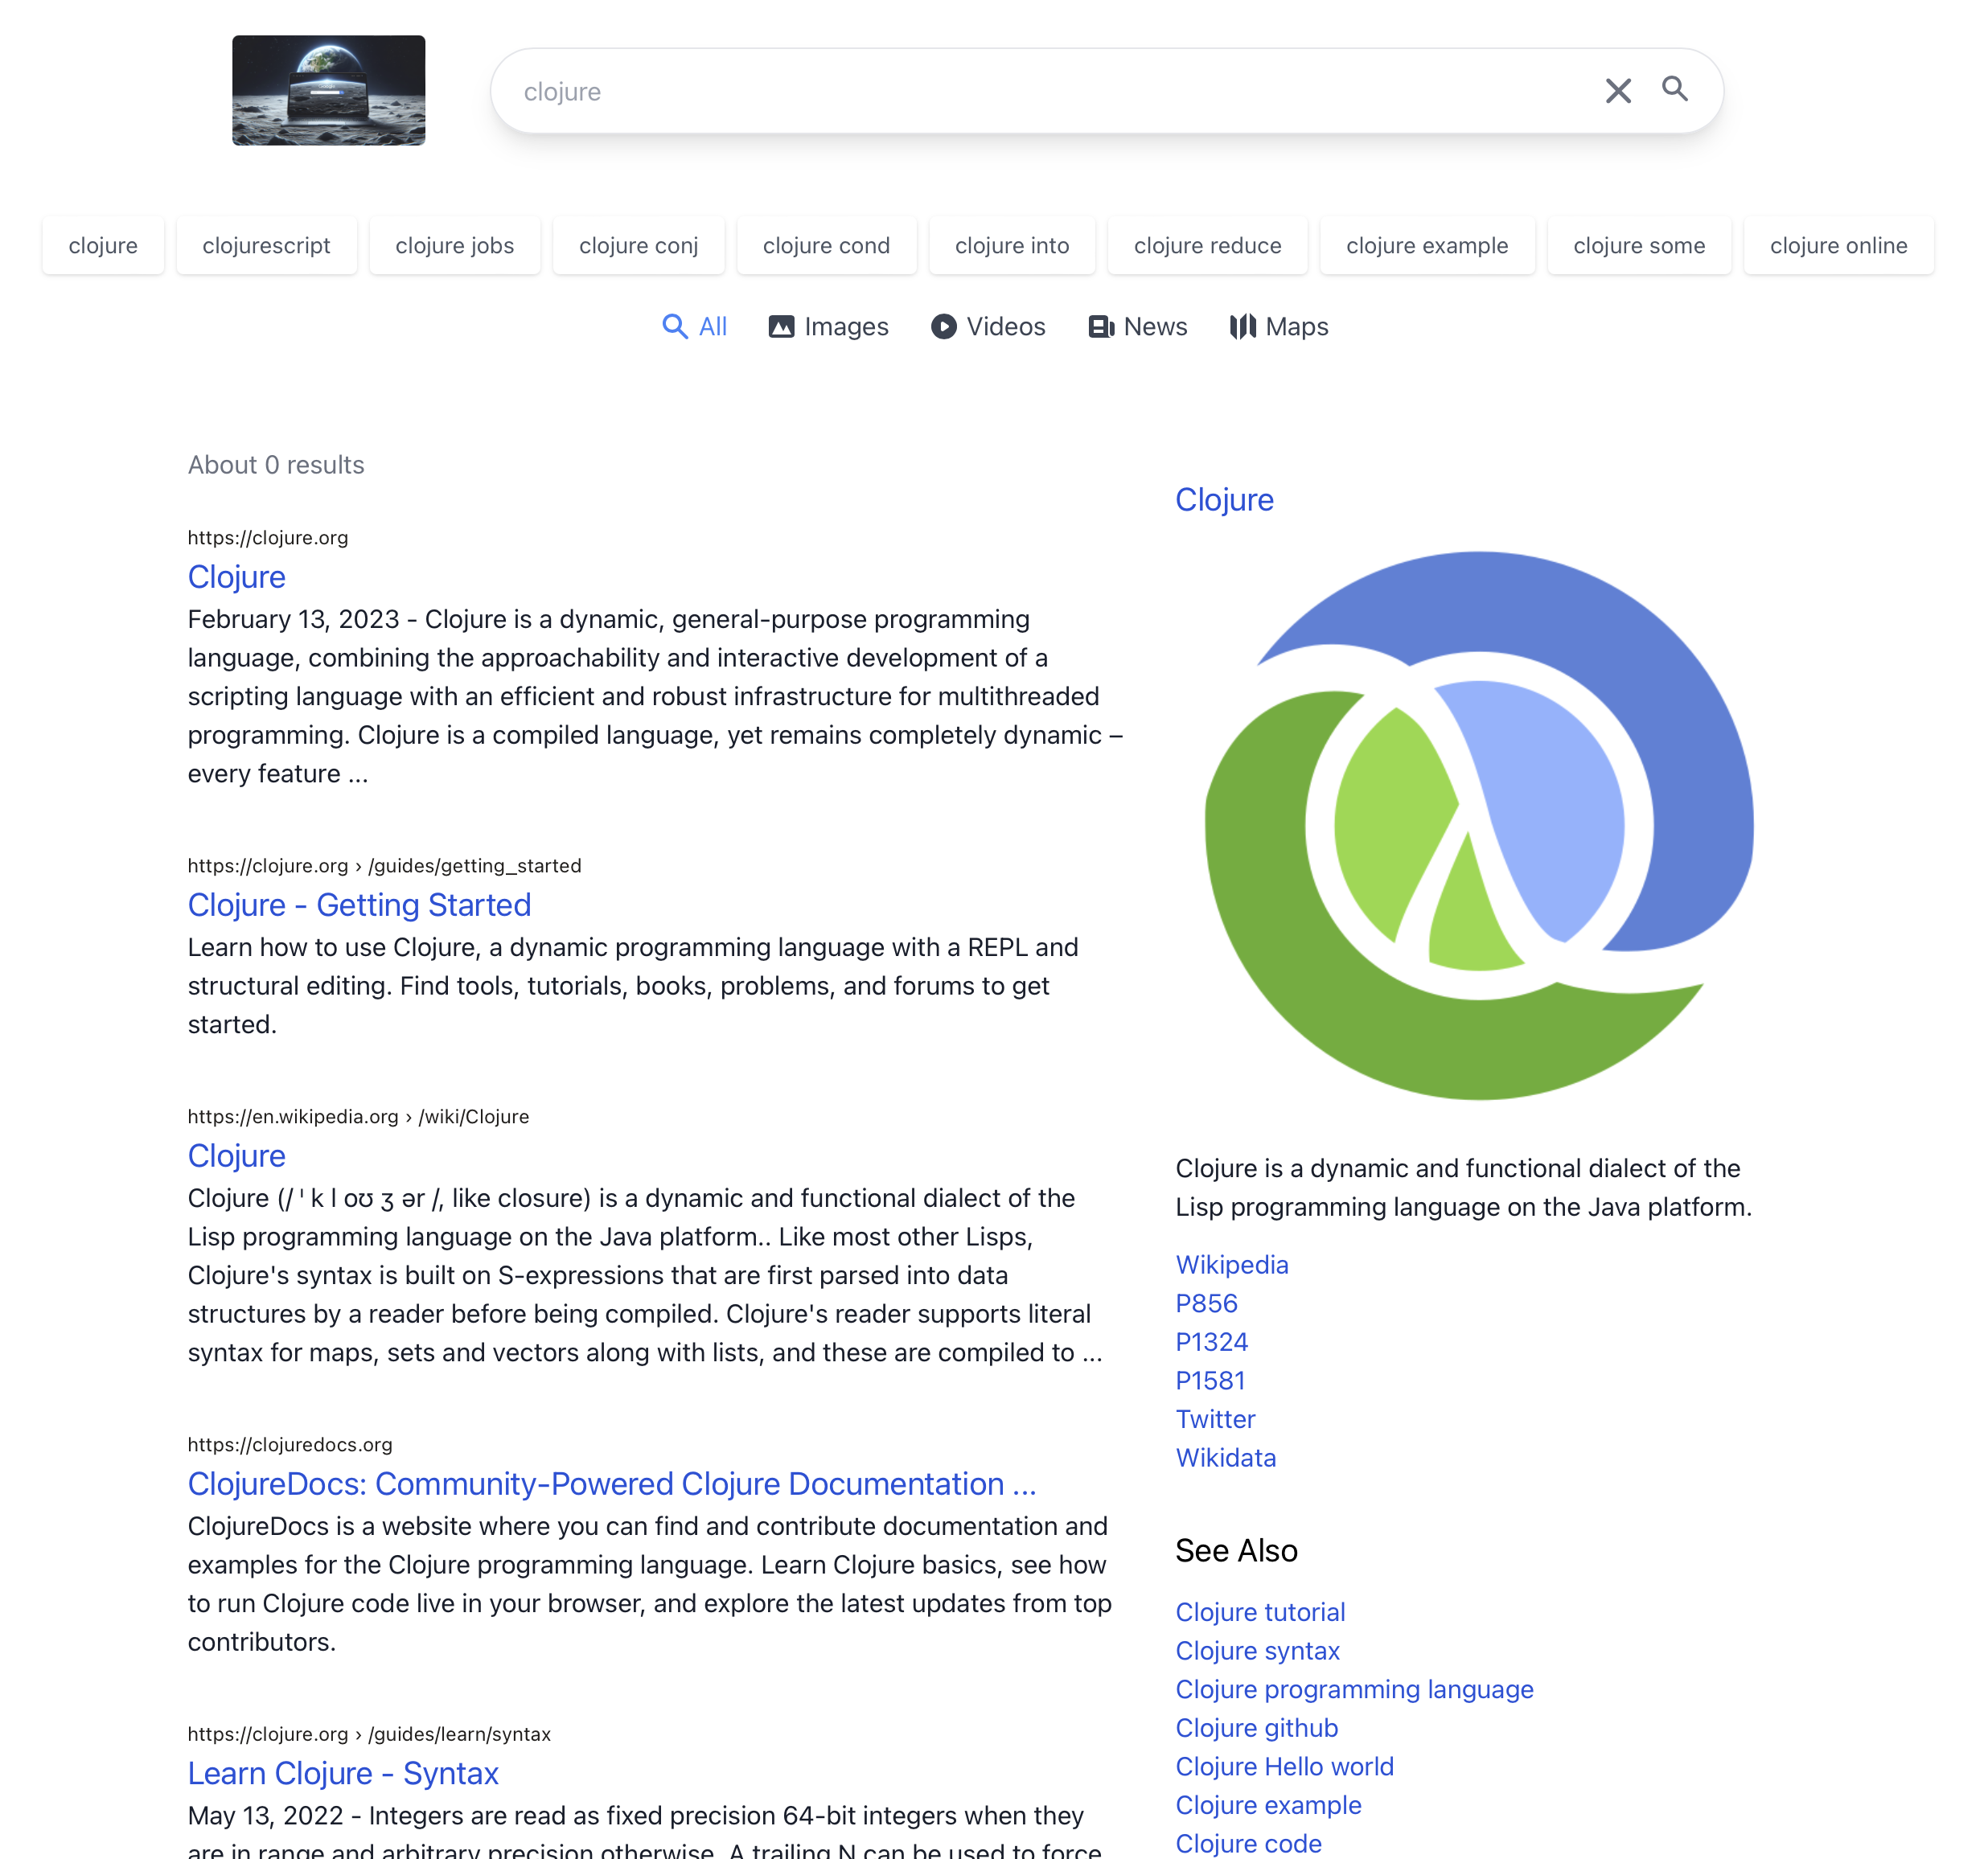 clojure
clojure
clojurescript
clojure jobs
clojure conj
clojure cond
clojure into
clojure reduce
clojure example
clojure some
clojure online
All
Images
Videos
News
Maps
About 0 results
https://clojure.org
Clojure
February 13, 2023 - Clojure is a dynamic, general-purpose programming
language, combining the approachability and interactive development of a
scripting language with an efficient and robust infrastructure for multithreaded
programming. Clojure is a compiled language, yet remains completely dynamic –
every feature ...
https://clojure.org › /guides/getting_started
Clojure - Getting Started
Learn how to use Clojure, a dynamic programming language with a REPL and
structural editing. Find tools, tutorials, books, problems, and forums to get
started.
https://en.wikipedia.org › /wiki/Clojure
Clojure
Clojure (/ ˈ k l oʊ ʒ ər /, like closure) is a dynamic and functional dialect of the
Lisp programming language on the Java platform.. Like most other Lisps,
Clojure's syntax is built on S-expressions that are first parsed into data
structures by a reader before being compiled. Clojure's reader supports literal
syntax for maps, sets and vectors along with lists, and these are compiled to ...
https://clojuredocs.org
ClojureDocs: Community-Powered Clojure Documentation ...
ClojureDocs is a website where you can find and contribute documentation and
examples for the Clojure programming language. Learn Clojure basics, see how
to run Clojure code live in your browser, and explore the latest updates from top
contributors.
https://clojure.org › /guides/learn/syntax
Learn Clojure - Syntax
May 13, 2022 - Integers are read as fixed precision 64-bit integers when they
are in range and arbitrary precision otherwise. A trailing N can be used to force
Clojure
Clojure is a dynamic and functional dialect of the
Lisp programming language on the Java platform.
Wikipedia
P856
P1324
P1581
Twitter
Wikidata
See Also
Clojure tutorial
Clojure syntax
Clojure programming language
Clojure github
Clojure Hello world
Clojure example
Clojure code